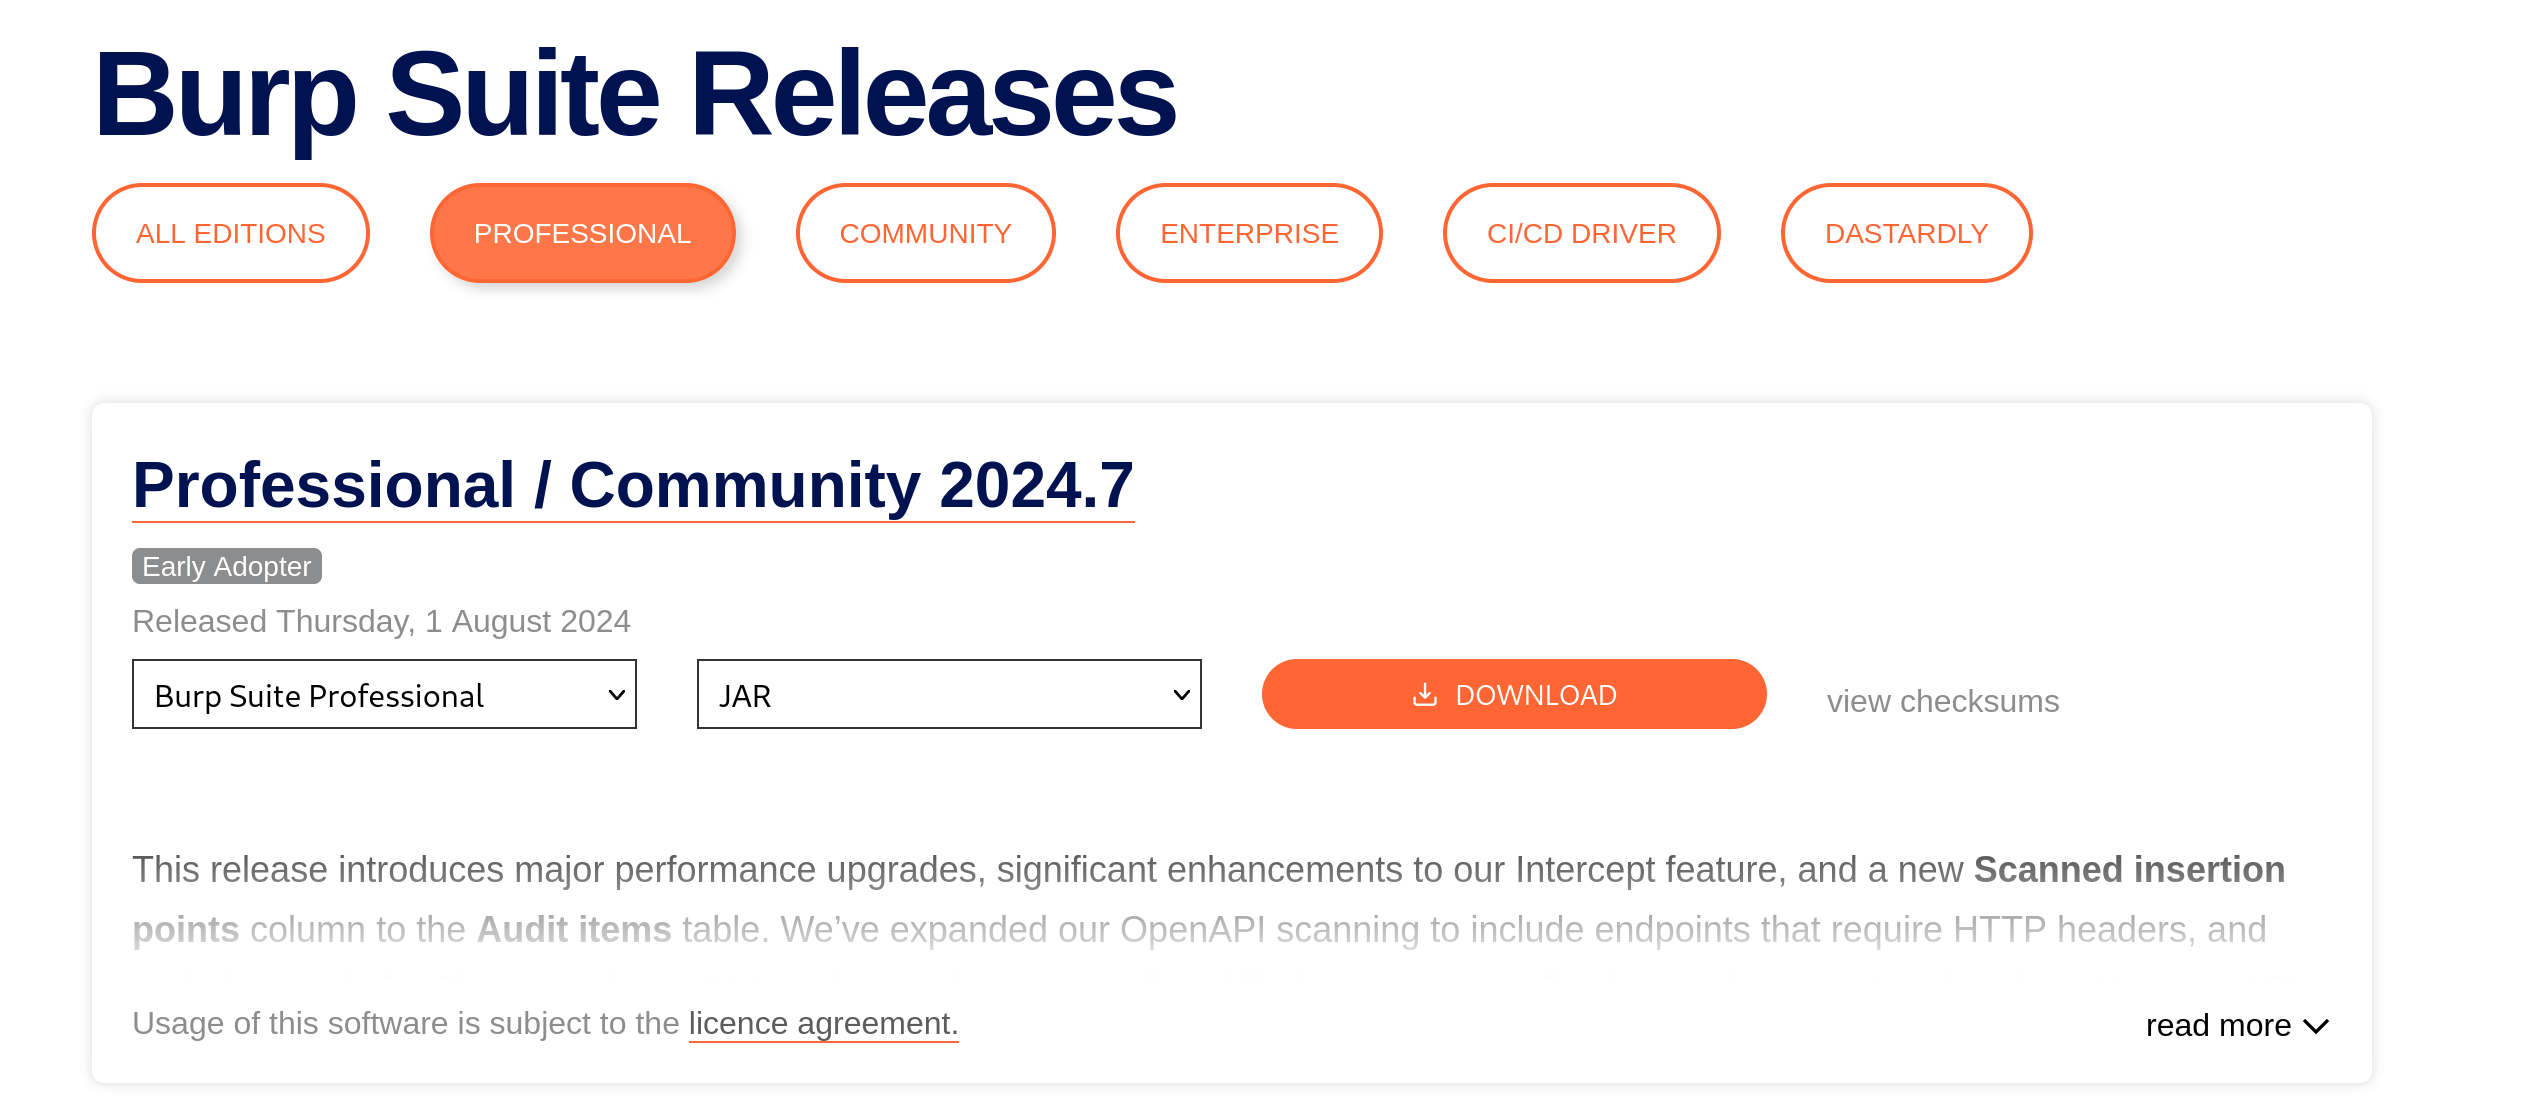 Burp Suite Releases
ALL EDITIONS PROFESSIONAL COMMUNITY ENTERPRISE CI/CD DRIVER DASTARDLY
Professional / Community 2024.7
Early Adopter
Released Thursday, 1 August 2024
Burp Suite Professional JAR DOWNLOAD view checksums
This release introduces major performance upgrades, significant enhancements to our Intercept feature, and a new Scanned insertion
points column to the Audit items table. We’ve expanded our OpenAPI scanning to include endpoints that require HTTP headers, and
Usage of this software is subject to the licence agreement.
read more